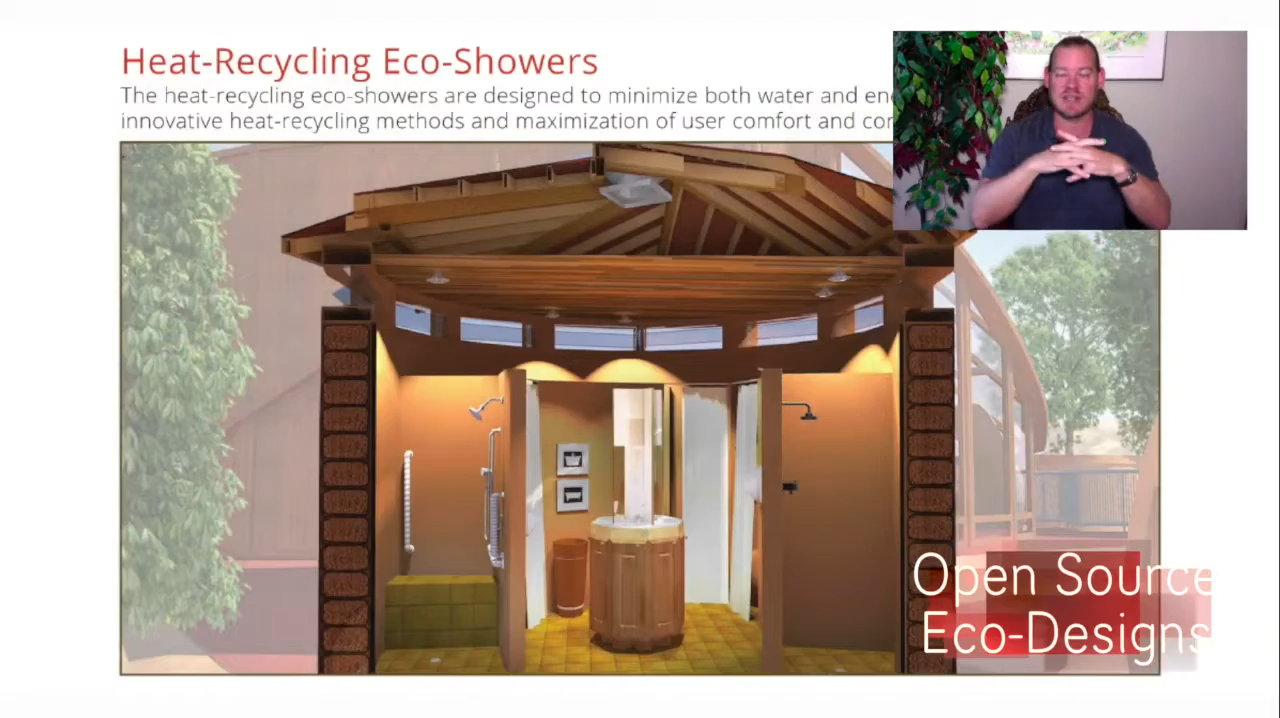 Heat-Recycling Eco-Showers
The heat-recycling eco-showers are designed to minimize both water and
innovative heat-recycling methods and maximization of user comfort and
Open Source
Eco-Designs